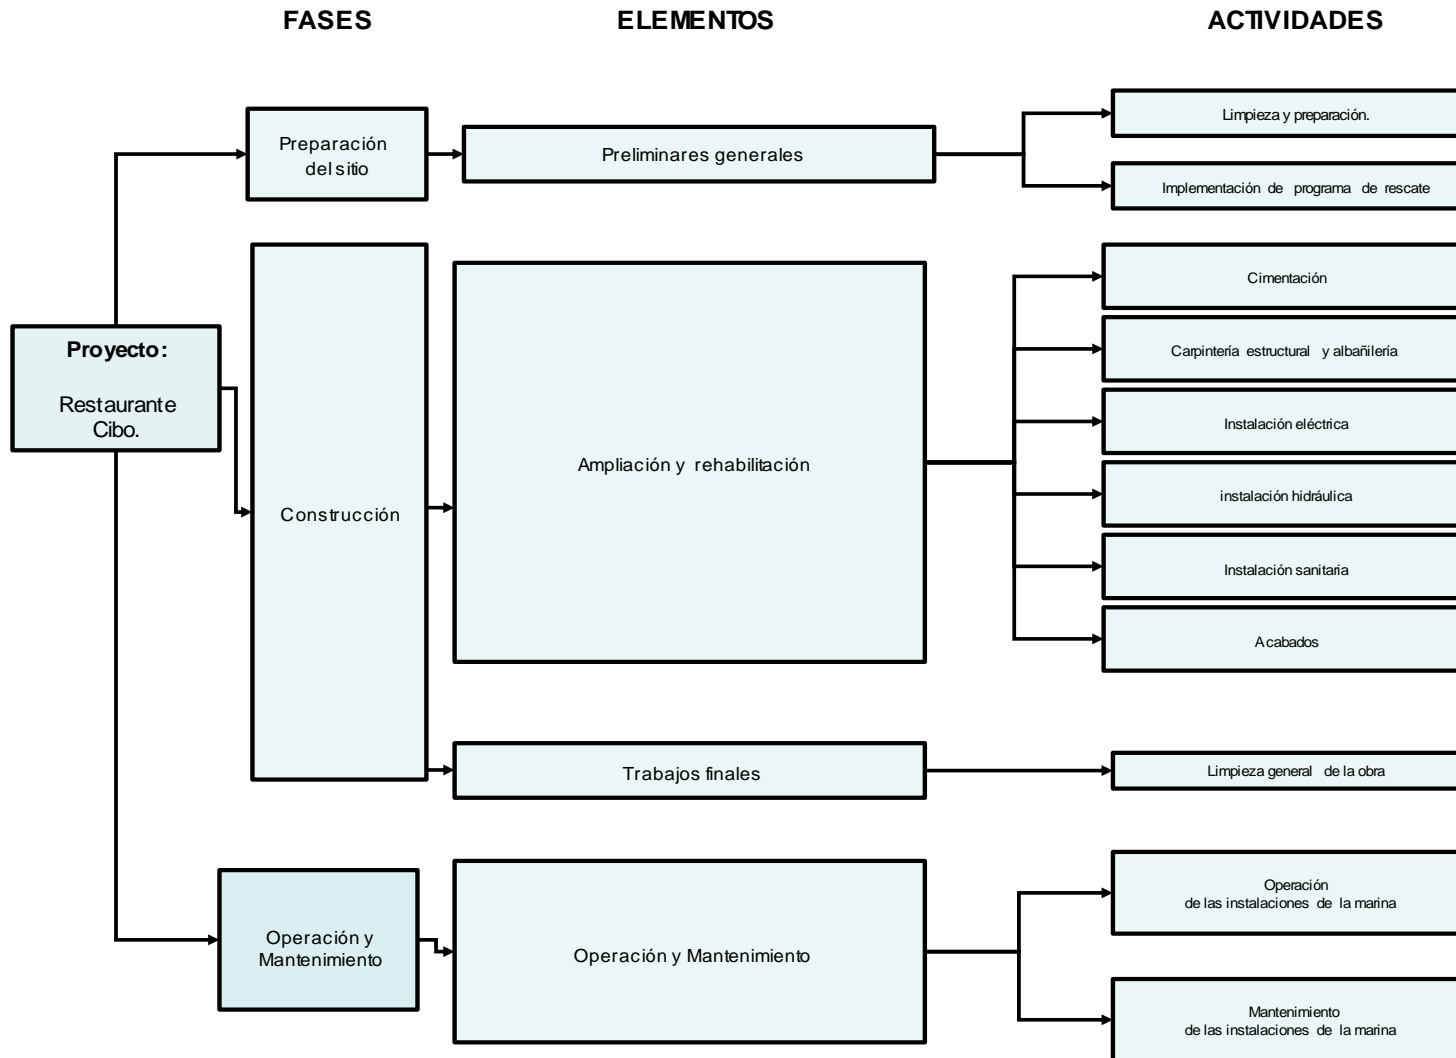 FASES
ELEMENTOS
ACTIVIDADES
Preparación
del sitio
Preliminares generales
Limpieza y preparación.
Implementación de programa de rescate
Proyecto:
Restaurante
Cibo.
Construcción
Ampliación y rehabilitación
Cimentación
Carpintería estructural y albañilería
Instalación eléctrica
instalación hidráulica
Instalación sanitaria
Acabados
Trabajos finales
Limpieza general de la obra
Operación y
Mantenimiento
Operación y Mantenimiento
Operación
de las instalaciones de la marina
Mantenimiento
de las instalaciones de la marina